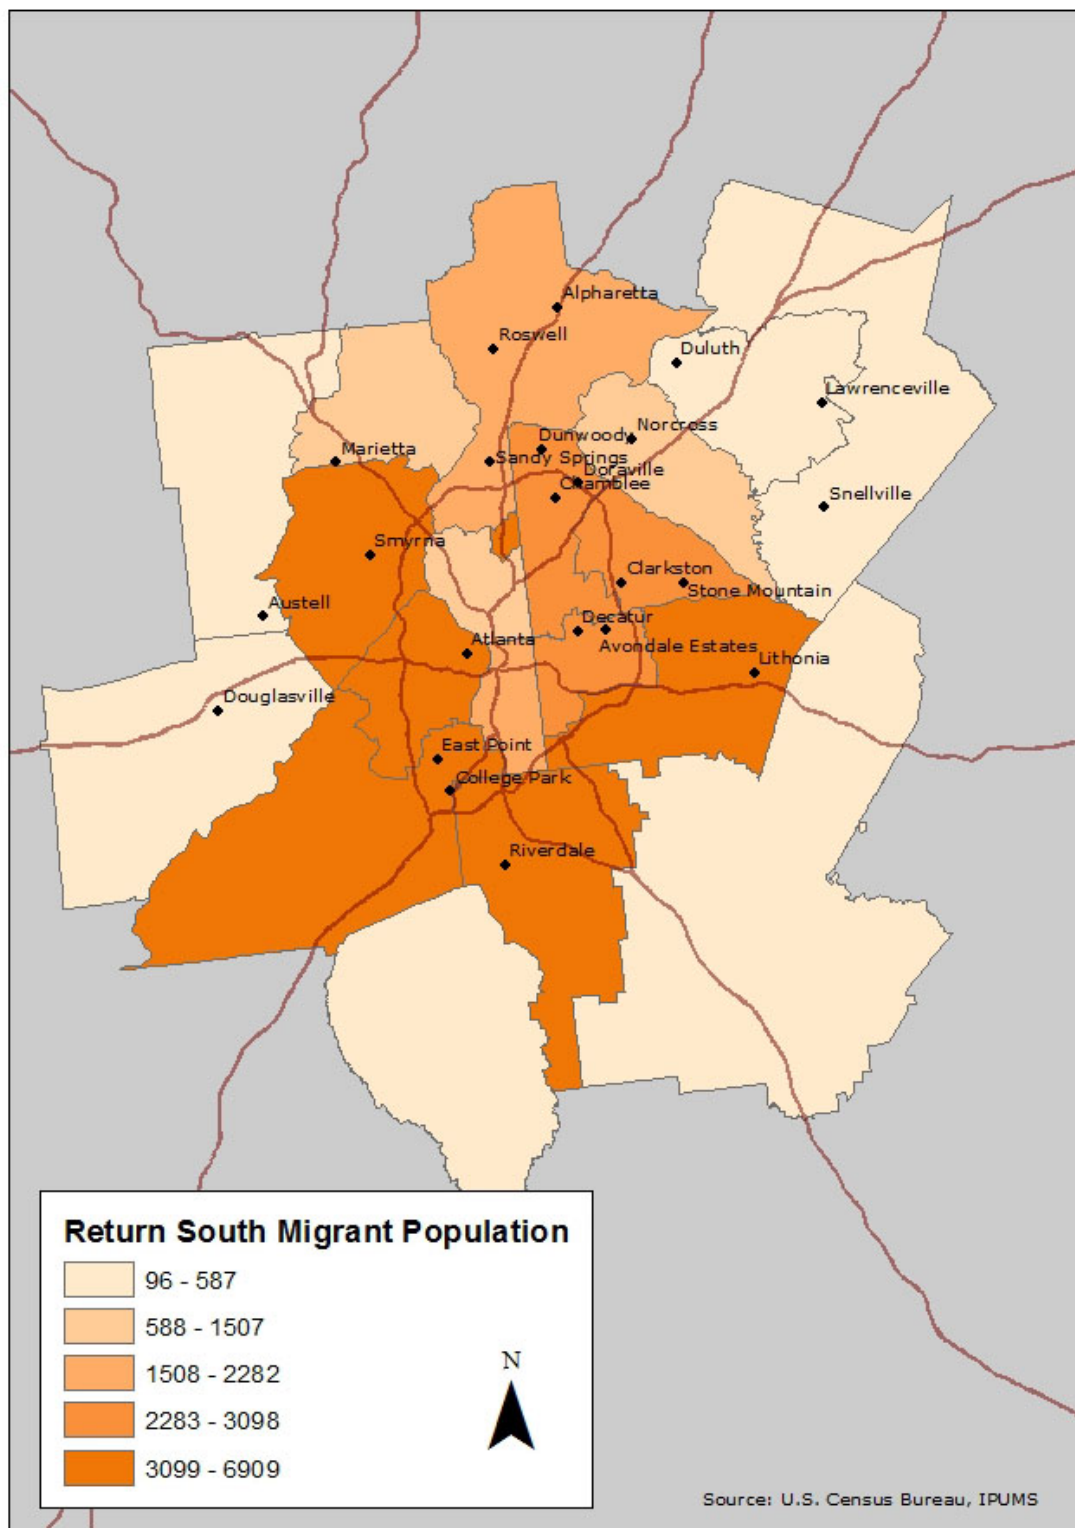 Alpharetta
Roswell
Duluth
Lawrenceville
Norcross
Dunwoody
Marietta
Sandy Springs
Doraville
Chamblee
Snellville
Smyrna
Clarkston
Stone Mountain
Austell
Decatur
Atlanta
Avondale Estates
Lithonia
Douglasville
East Point
College Park
Riverdale
Return South Migrant Population
96 - 587
588 - 1507
1508 - 2282
2283 - 3098
3099 - 6909
N
Source: U.S. Census Bureau, IPUMS